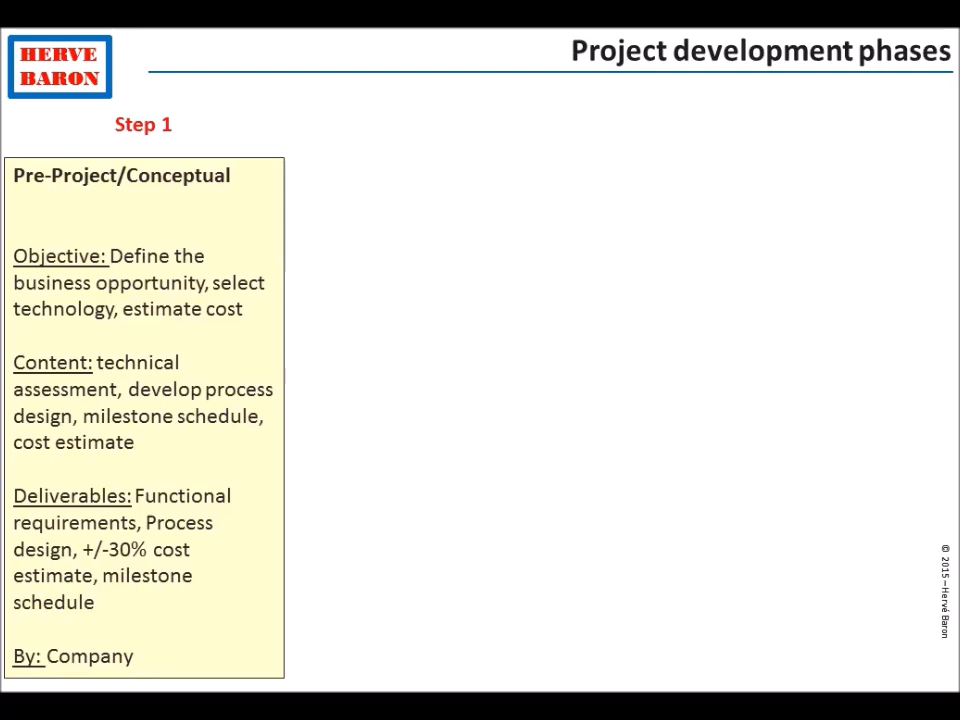 HERVE
BARON
Project development phases
Step 1
Pre-Project/Conceptual
Objective: Define the
business opportunity, select
technology, estimate cost
Content: technical
assessment, develop process
design, milestone schedule,
cost estimate
Deliverables: Functional
requirements, Process
design, +/-30% cost
estimate, milestone
schedule
By: Company
© 2015 – Hervé Baron